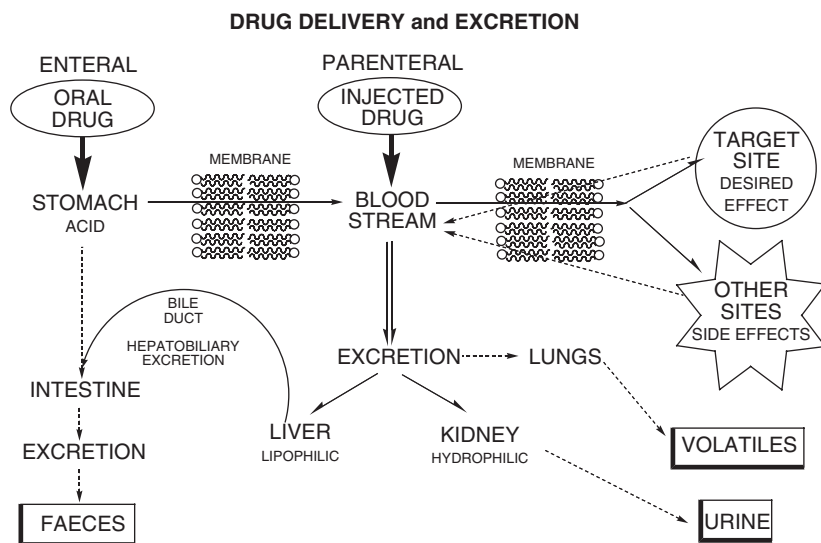 DRUG DELIVERY and EXCRETION
ENTERAL
ORAL
DRUG
PARENTERAL
INJECTED
DRUG
MEMBRANE
MEMBRANE
STOMACH
ACID
BLOOD
STREAM
TARGET
SITE
DESIRED
EFFECT
OTHER
SITES
SIDE EFFECTS
BILE
DUCT
HEPATOBILIARY
EXCRETION
EXCRETION
LUNGS
INTESTINE
LIVER
LIPOPHILIC
KIDNEY
HYDROPHILIC
VOLATILES
EXCRETION
FAECES
URINE